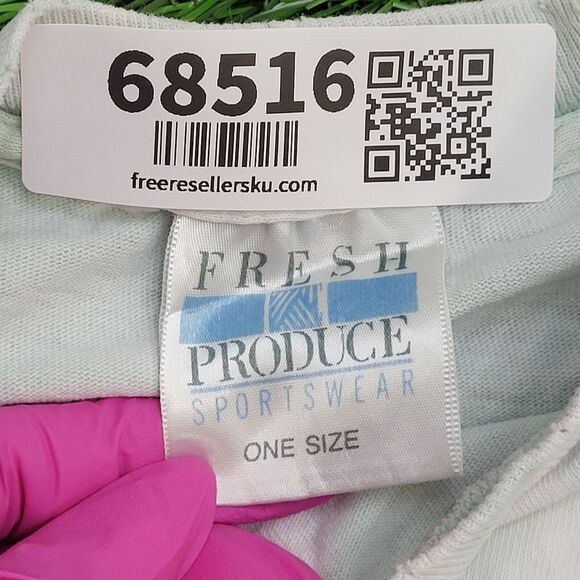 68516
freeresellersku.com
FRESH
PRODUCE
SPORTSWEAR
ONE SIZE